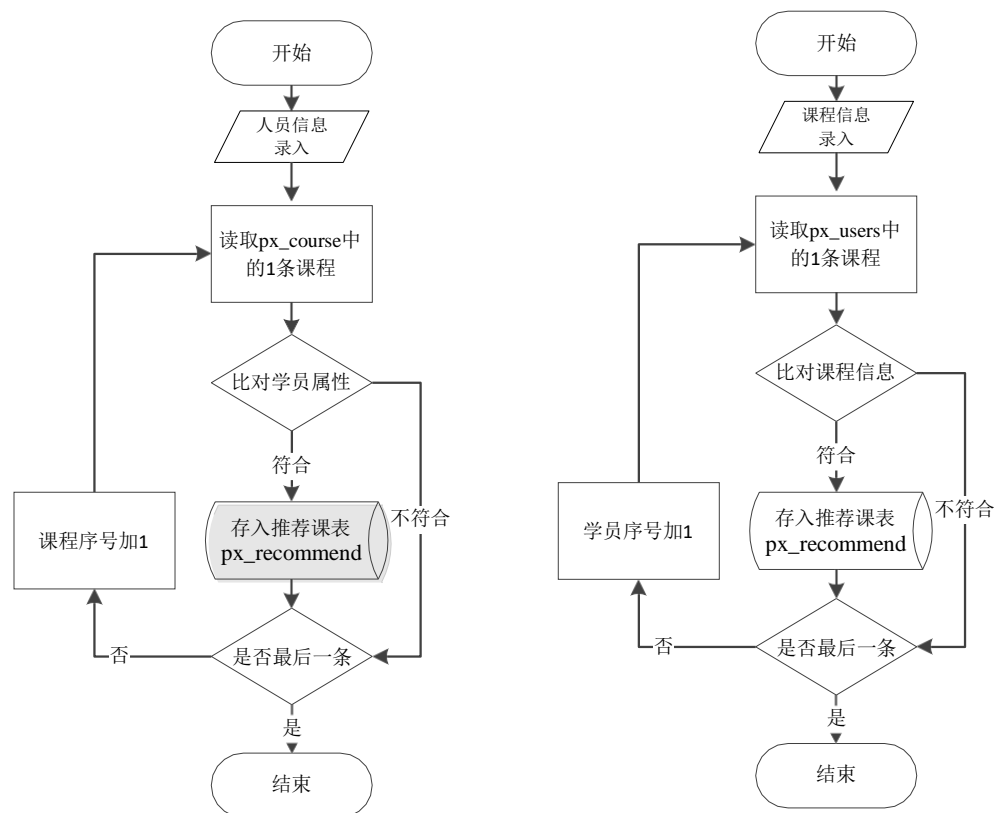 开始
人员信息
录入
读取px_course中
的1条课程
比对学员属性
符合
不符合
存入推荐课表
px_recommend
课程序号加1
否
是否最后一条
是
结束
开始
课程信息
录入
读取px_users中
的1条课程
比对课程信息
符合
不符合
存入推荐课表
px_recommend
学员序号加1
否
是否最后一条
是
结束